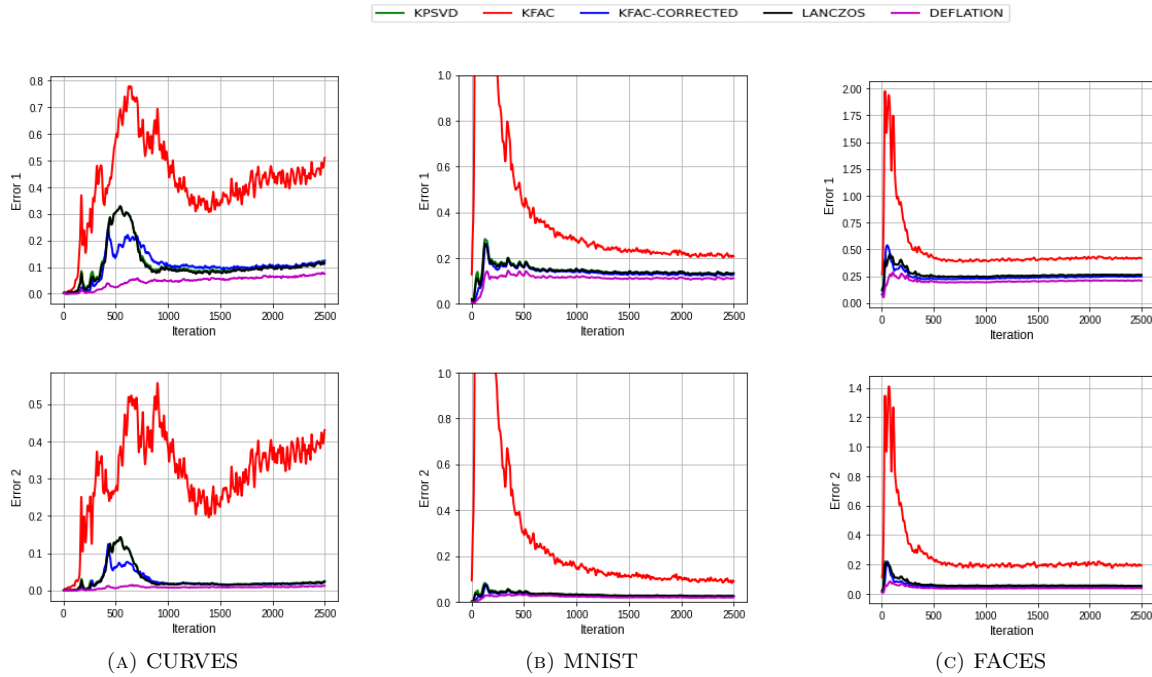 KPSVD KFAC KFAC-CORRECTED LANCZOS DEFLATION
0.8
0.7
0.6
0.5
0.4
0.3
0.2
0.1
0.0
Error 1
0 500 1000 1500 2000 2500
Iteration
1.0
0.8
0.6
0.4
0.2
0.0
Error 1
0 500 1000 1500 2000 2500
Iteration
2.00
1.75
1.50
1.25
1.00
0.75
0.50
0.25
0.00
Error 1
0 500 1000 1500 2000 2500
Iteration
0.5
0.4
0.3
0.2
0.1
0.0
Error 2
0 500 1000 1500 2000 2500
Iteration
1.0
0.8
0.6
0.4
0.2
0.0
Error 2
0 500 1000 1500 2000 2500
Iteration
1.4
1.2
1.0
0.8
0.6
0.4
0.2
0.0
Error 2
0 500 1000 1500 2000 2500
Iteration
(A) CURVES
(B) MNIST
(C) FACES